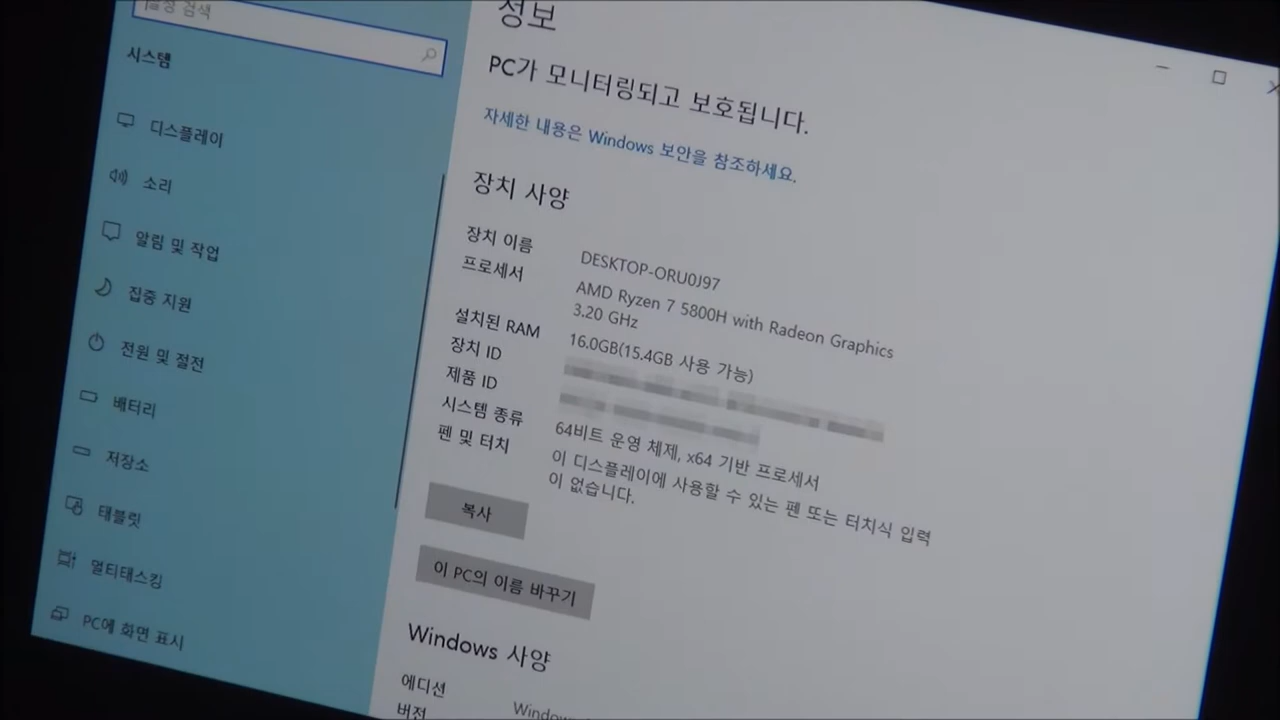 설정 검색
시스템
디스플레이
소리
알림 및 작업
집중 지원
전원 및 절전
배터리
저장소
태블릿
멀티태스킹
PC에 화면 표시
정보
PC가 모니터링되고 보호됩니다.
자세한 내용은 Windows 보안을 참조하세요.
장치 사양
장치 이름 DESKTOP-ORU0J97
프로세서 AMD Ryzen 7 5800H with Radeon Graphics
3.20 GHz
설치된 RAM 16.0GB(15.4GB 사용 가능)
장치 ID
제품 ID
시스템 종류 64비트 운영 체제, x64 기반 프로세서
펜 및 터치 이 디스플레이에 사용할 수 있는 펜 또는 터치식 입력
이 없습니다.
복사
이 PC의 이름 바꾸기
Windows 사양
에디션
버전